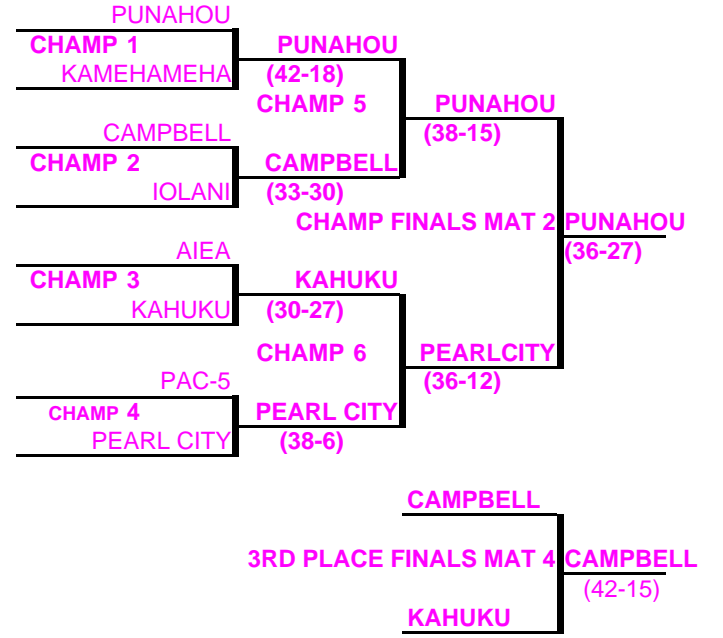 PUNAHOU
CHAMP 1
PUNAHOU
KAMEHAMEHA
(42-18)
CHAMP 5
PUNAHOU
CAMPBELL
(38-15)
CHAMP 2
CAMPBELL
IOLANI
(33-30)
CHAMP FINALS MAT 2
PUNAHOU
AIEA
(36-27)
CHAMP 3
KAHUKU
KAHUKU
(30-27)
CHAMP 6
PEARLCITY
PAC-5
(36-12)
CHAMP 4
PEARL CITY
PEARL CITY
(38-6)
CAMPBELL
3RD PLACE FINALS MAT 4
CAMPBELL
(42-15)
KAHUKU